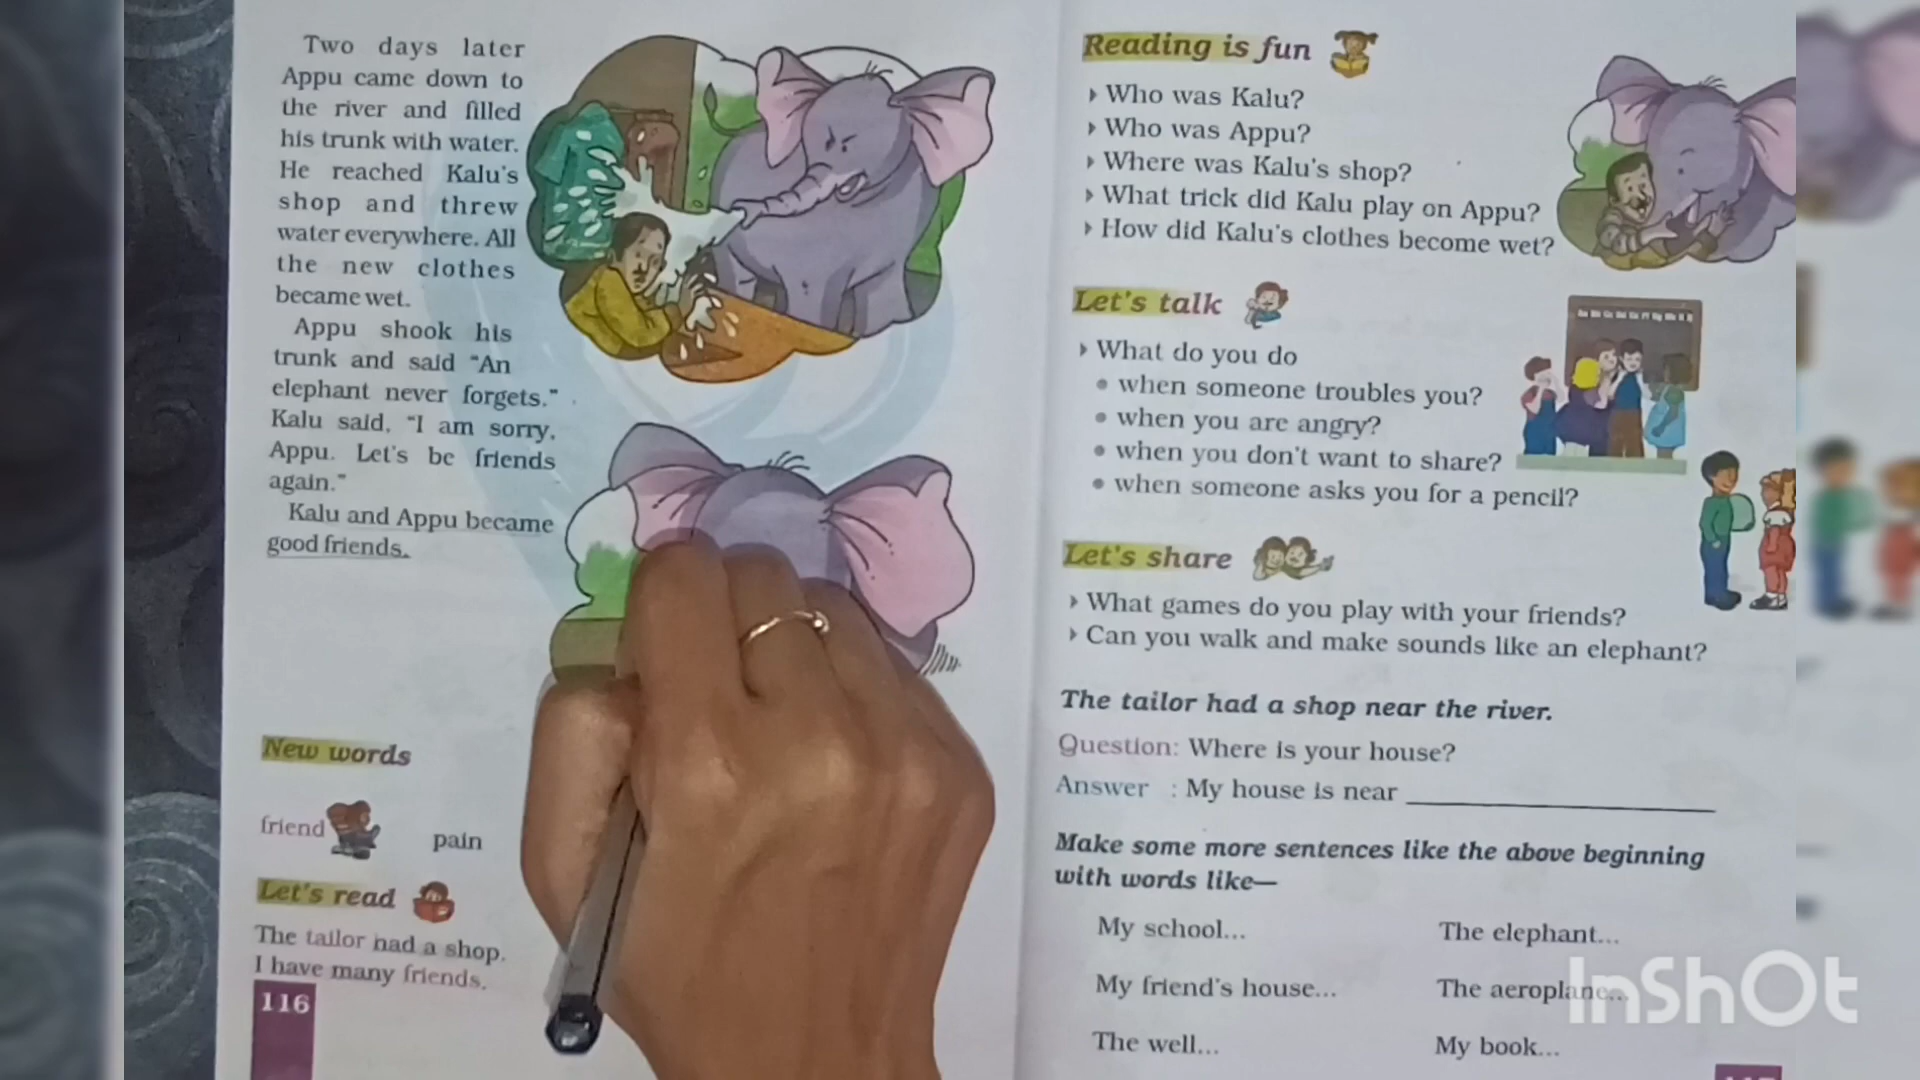 Two days later
Appu came down to
the river and filled
his trunk with water.
He reached Kalu's
shop and threw
water everywhere. All
the new clothes
became wet.
Appu shook his
trunk and said "An
elephant never forgets."
Kalu said, "I am sorry,
Appu. Let's be friends
again."
Kalu and Appu became
good friends.
New words
friend pain
Let's read
The tailor had a shop.
I have many friends.
116
Reading is fun
Who was Kalu?
Who was Appu?
Where was Kalu's shop?
What trick did Kalu play on Appu?
How did Kalu's clothes become wet?
Let's talk
What do you do
when someone troubles you?
when you are angry?
when you don't want to share?
when someone asks you for a pencil?
Let's share
What games do you play with your friends?
Can you walk and make sounds like an elephant?
The tailor had a shop near the river.
Question: Where is your house?
Answer : My house is near
Make some more sentences like the above beginning
with words like—
My school... The elephant...
My friend's house... The aeroplane...
The well... My book...
InShOt